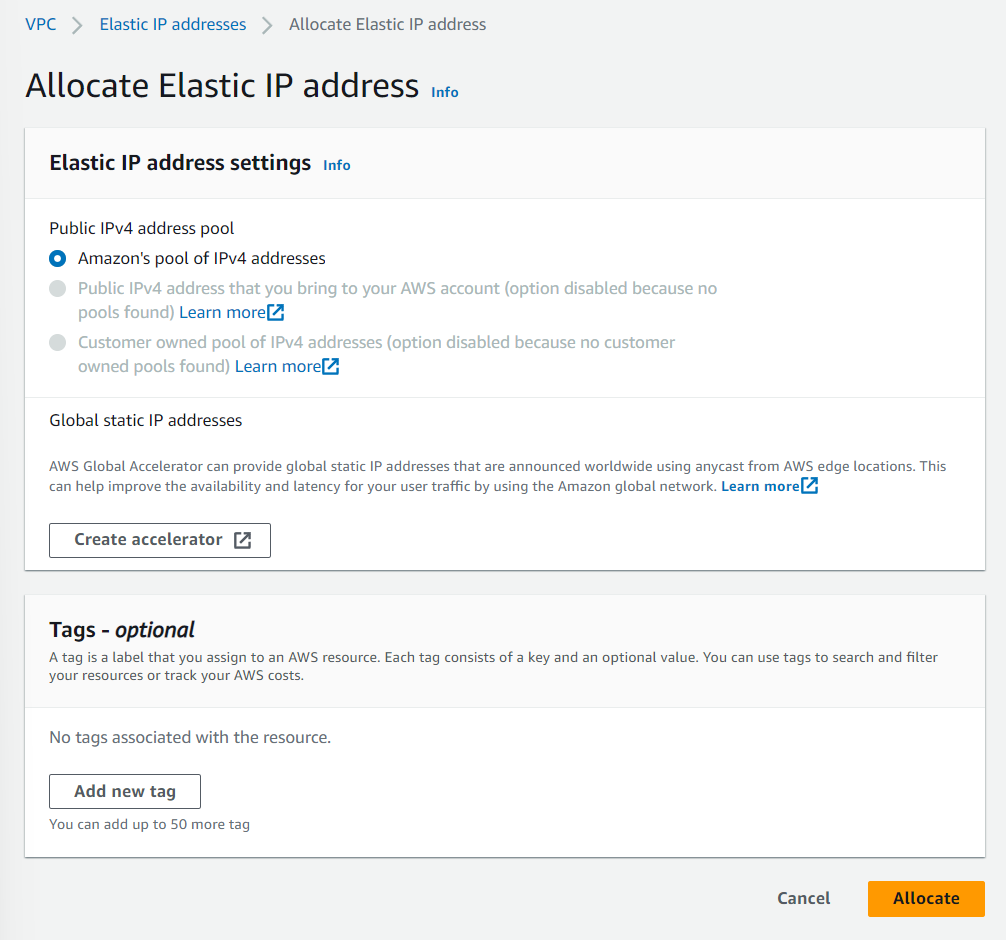 VPC > Elastic IP addresses > Allocate Elastic IP address
Allocate Elastic IP address Info
Elastic IP address settings Info
Public IPv4 address pool
Amazon's pool of IPv4 addresses
Public IPv4 address that you bring to your AWS account (option disabled because no
pools found) Learn more
Customer owned pool of IPv4 addresses (option disabled because no customer
owned pools found) Learn more
Global static IP addresses
AWS Global Accelerator can provide global static IP addresses that are announced worldwide using anycast from AWS edge locations. This
can help improve the availability and latency for your user traffic by using the Amazon global network. Learn more
Create accelerator
Tags - optional
A tag is a label that you assign to an AWS resource. Each tag consists of a key and an optional value. You can use tags to search and filter
your resources or track your AWS costs.
No tags associated with the resource.
Add new tag
You can add up to 50 more tag
Cancel Allocate